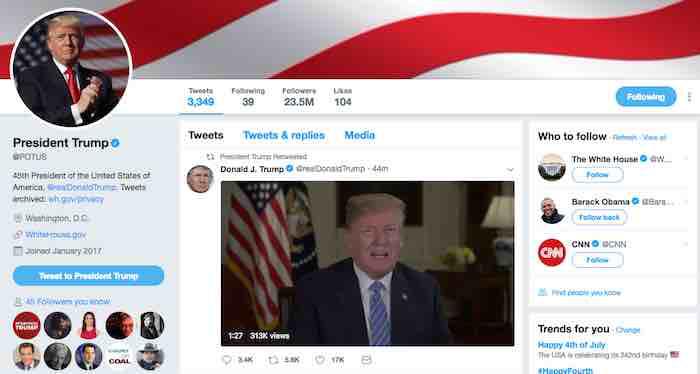 Tweets Following Followers Likes
3,349 39 23.5M 104
Following
President Trump
@POTUS
45th President of the United States of
America, @realDonaldTrump. Tweets
archived: wh.gov/privacy
Washington, D.C.
WhiteHouse.gov
Joined January 2017
Tweet to President Trump
45 Followers you know
TRUMP
COAL
Tweets Tweets & replies Media
President Trump Retweeted
Donald J. Trump @realDonaldTrump · 44m
1:27 313K views
3.4K 5.8K 17K
Who to follow · Refresh · View all
The White House @W...
Follow
Barack Obama @Bara...
Follow back
CNN
CNN @CNN
Follow
Find people you know
Trends for you · Change
Happy 4th of July
The USA is celebrating its 242nd birthday
#HappyFourth